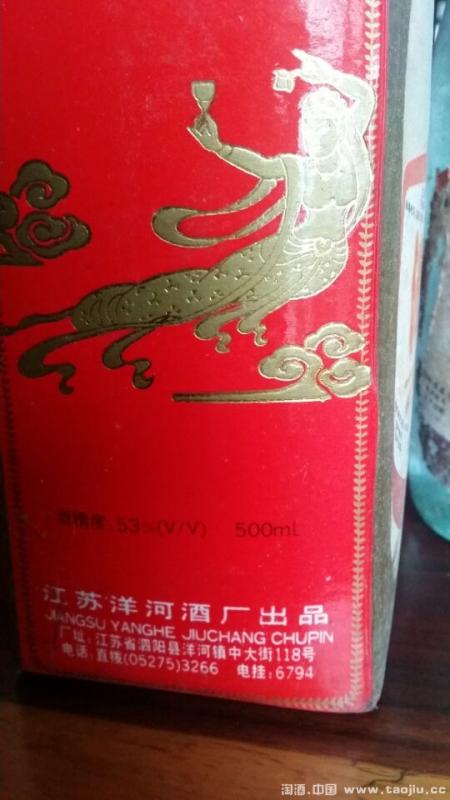 酒精度:53%(V/V) 500mL
江苏洋河酒厂出品
JIANGSU YANGHE JIUCHANG CHUPIN
厂址:江苏省泗阳县洋河镇中大街118号
电话:直拨(05275)3266 电挂:6794
淘酒.中国 www.taojiu.cc